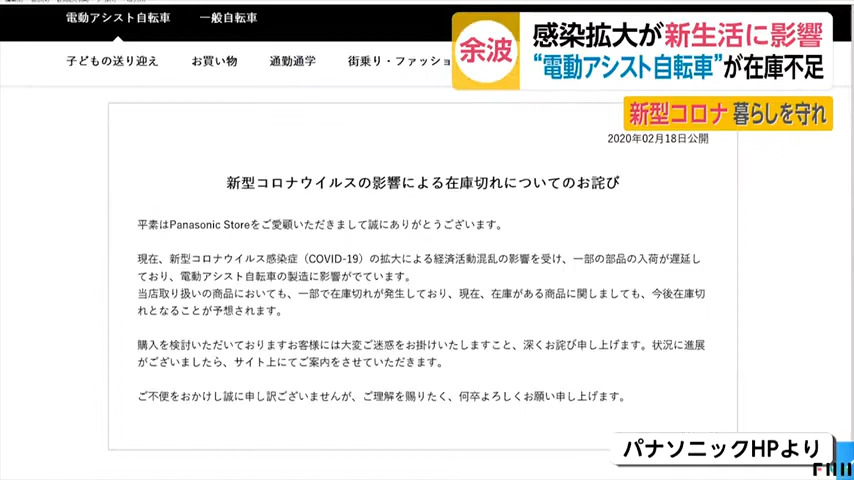 電動アシスト自転車 一般自転車
子どもの送り迎え お買い物 通勤通学 街乗り・ファッショ
余波
感染拡大が新生活に影響
“電動アシスト自転車”が在庫不足
新型コロナ 暮らしを守れ
2020年02月18日公開
新型コロナウイルスの影響による在庫切れについてのお詫び
平素はPanasonic Storeをご愛顧いただきまして誠にありがとうございます。
現在、新型コロナウイルス感染症（COVID-19）の拡大による経済活動混乱の影響を受け、一部の部品の入荷が遅延し
ており、電動アシスト自転車の製造に影響がでています。
当店取り扱いの商品においても、一部で在庫切れが発生しており、現在、在庫がある商品に関しましても、今後在庫切
れとなることが予想されます。
購入を検討いただいておりますお客様には大変ご迷惑をお掛けいたしますこと、深くお詫び申し上げます。状況に進展
がございましたら、サイト上にてご案内をさせていただきます。
ご不便をおかけし誠に申し訳ございませんが、ご理解を賜りたく、何卒よろしくお願い申し上げます。
パナソニックHPより
FNN